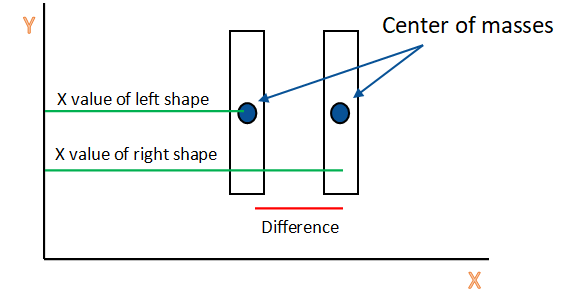 Y
Center of masses
X value of left shape
X value of right shape
Difference
X